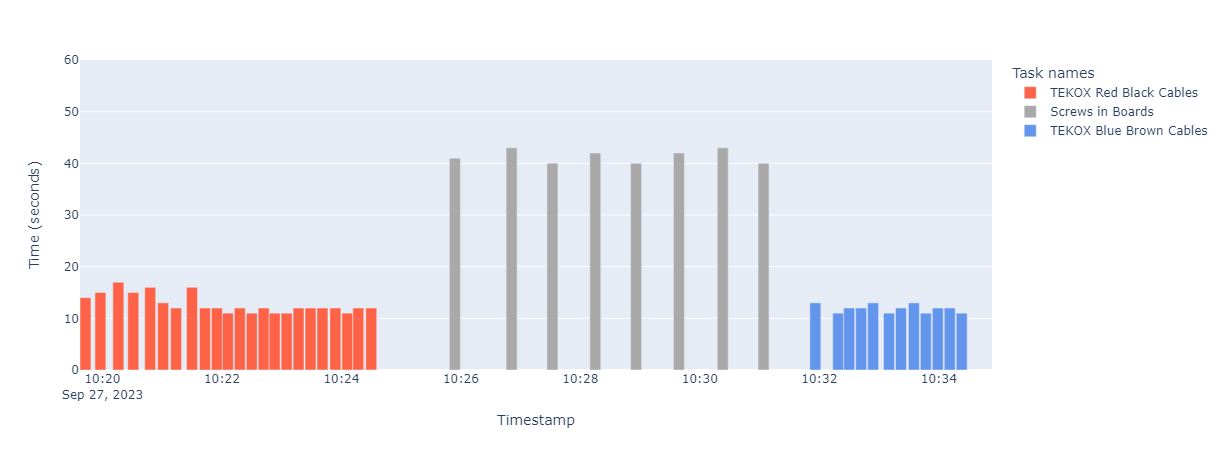 60
50
40
30
20
10
0
Time (seconds)
10:20
Sep 27, 2023
10:22
10:24
10:26
10:28
10:30
10:32
10:34
Timestamp
Task names
TEKOX Red Black Cables
Screws in Boards
TEKOX Blue Brown Cables